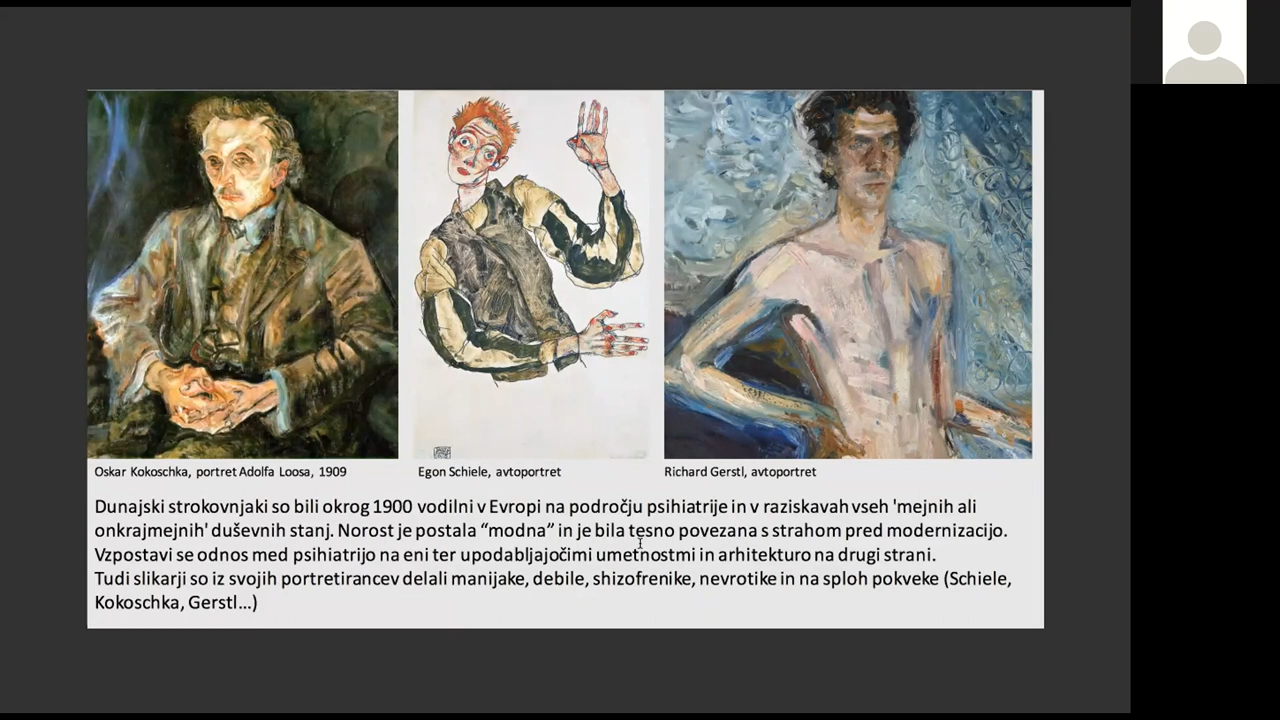 Oskar Kokoschka, portret Adolfa Loosa, 1909
Egon Schiele, avtoportret
Richard Gerstl, avtoportret
Dunajski strokovnjaki so bili okrog 1900 vodilni v Evropi na področju psihiatrije in v raziskavah vseh 'mejnih ali
onkrajmejnih' duševnih stanj. Norost je postala “modna” in je bila tesno povezana s strahom pred modernizacijo.
Vzpostavi se odnos med psihiatrijo na eni ter upodabljajočimi umetnostmi in arhitekturo na drugi strani.
Tudi slikarji so iz svojih portretirancev delali manijake, debile, shizofrenike, nevrotike in na sploh pokveke (Schiele,
Kokoschka, Gerstl…)